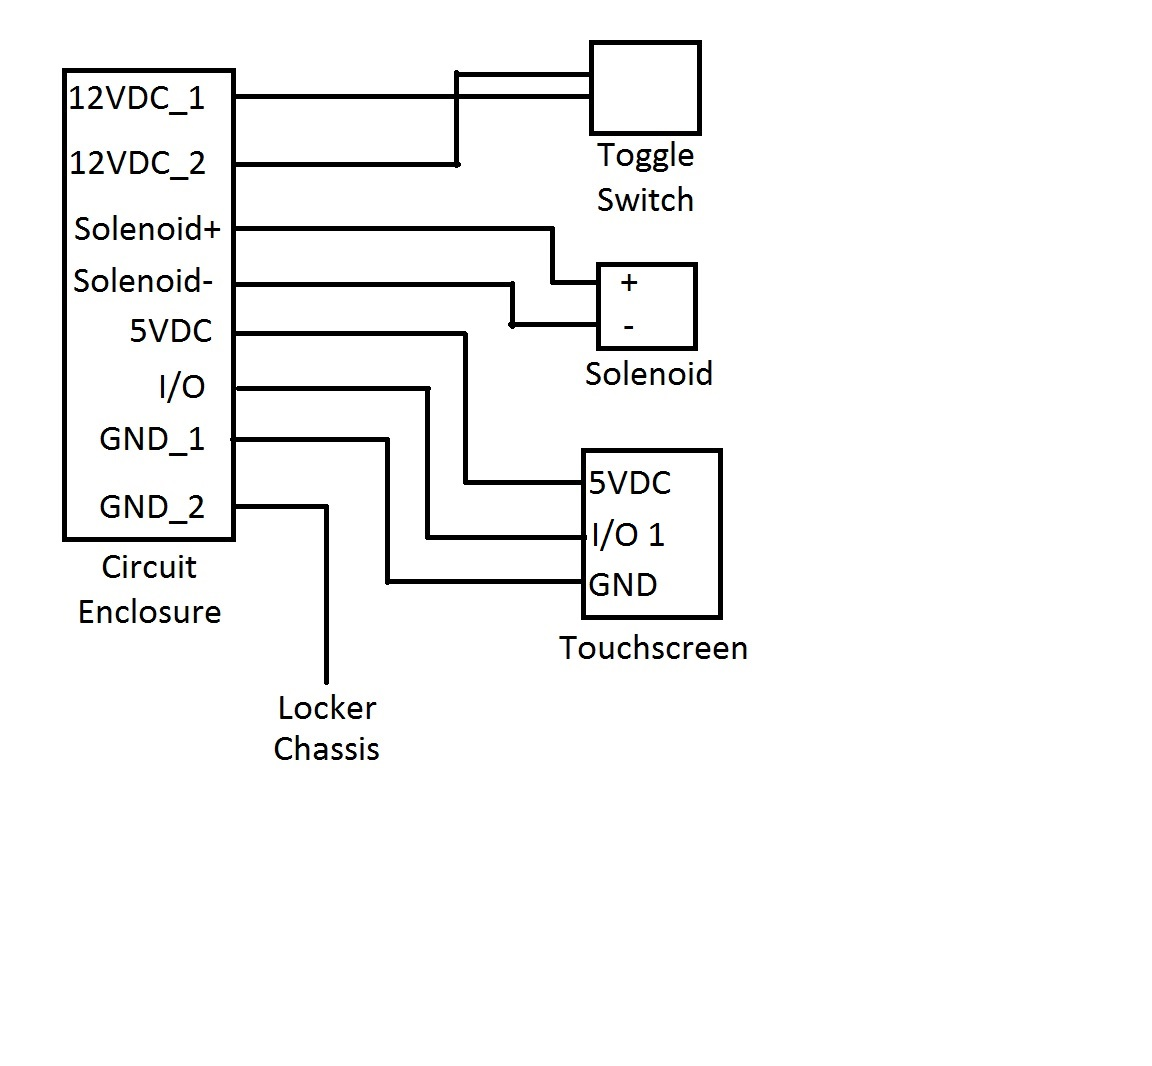 12VDC_1
12VDC_2
Solenoid+
Solenoid-
5VDC
I/O
GND_1
GND_2
Circuit
Enclosure
Toggle
Switch
+
-
Solenoid
5VDC
I/O 1
GND
Touchscreen
Locker
Chassis